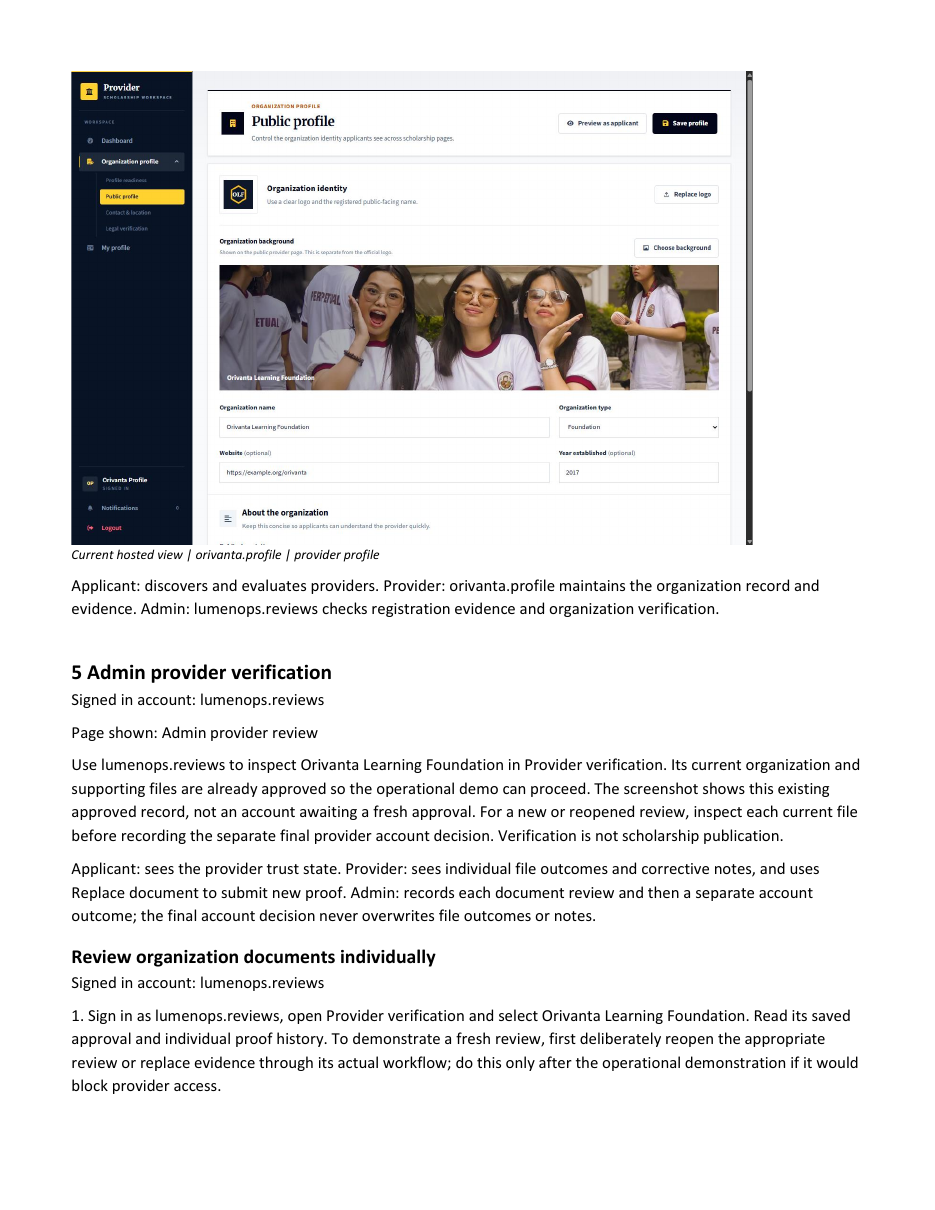 Provider
SCHOLARSHIP WORKSPACE
WORKSPACE
Dashboard
Organization profile
Profile readiness
Public profile
Contact & location
Legal verification
My profile
OP
Orivanta Profile
SIGNED IN
Notifications 0
Logout
ORGANIZATION PROFILE
Public profile
Control the organization identity applicants see across scholarship pages.
Preview as applicant
Save profile
OLF
Organization identity
Use a clear logo and the registered public-facing name.
Replace logo
Organization background
Shown on the public provider page. This is separate from the official logo.
Choose background
ETUAL
PERPETUAL
PE
Orivanta Learning Foundation
Organization name
Organization type
Orivanta Learning Foundation
Foundation
Website (optional)
Year established (optional)
https://example.org/orivanta
2017
About the organization
Keep this concise so applicants can understand the provider quickly.
Current hosted view | orivanta.profile | provider profile
Applicant: discovers and evaluates providers. Provider: orivanta.profile maintains the organization record and
evidence. Admin: lumenops.reviews checks registration evidence and organization verification.
5 Admin provider verification
Signed in account: lumenops.reviews
Page shown: Admin provider review
Use lumenops.reviews to inspect Orivanta Learning Foundation in Provider verification. Its current organization and
supporting files are already approved so the operational demo can proceed. The screenshot shows this existing
approved record, not an account awaiting a fresh approval. For a new or reopened review, inspect each current file
before recording the separate final provider account decision. Verification is not scholarship publication.
Applicant: sees the provider trust state. Provider: sees individual file outcomes and corrective notes, and uses
Replace document to submit new proof. Admin: records each document review and then a separate account
outcome; the final account decision never overwrites file outcomes or notes.
Review organization documents individually
Signed in account: lumenops.reviews
1. Sign in as lumenops.reviews, open Provider verification and select Orivanta Learning Foundation. Read its saved
approval and individual proof history. To demonstrate a fresh review, first deliberately reopen the appropriate
review or replace evidence through its actual workflow; do this only after the operational demonstration if it would
block provider access.